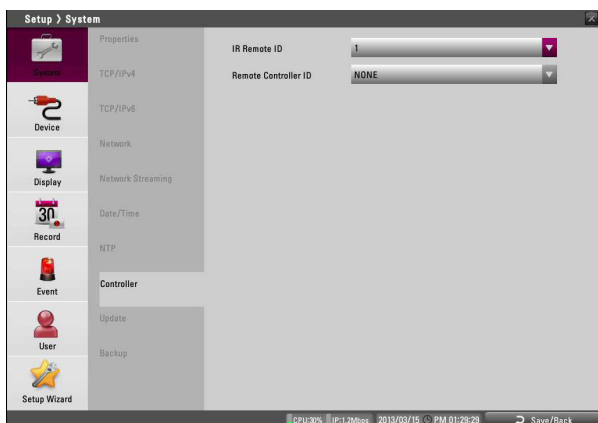 Setup > System
System
Device
Display
30
Record
Event
User
Setup Wizard
Properties
TCP/IPv4
TCP/IPv6
Network
Network Streaming
Date/Time
NTP
Controller
Update
Backup
IR Remote ID 1
Remote Controller ID NONE
CPU:30% IP:1.2Mbps 2013/03/15 PM 01:29:29 Save/Back